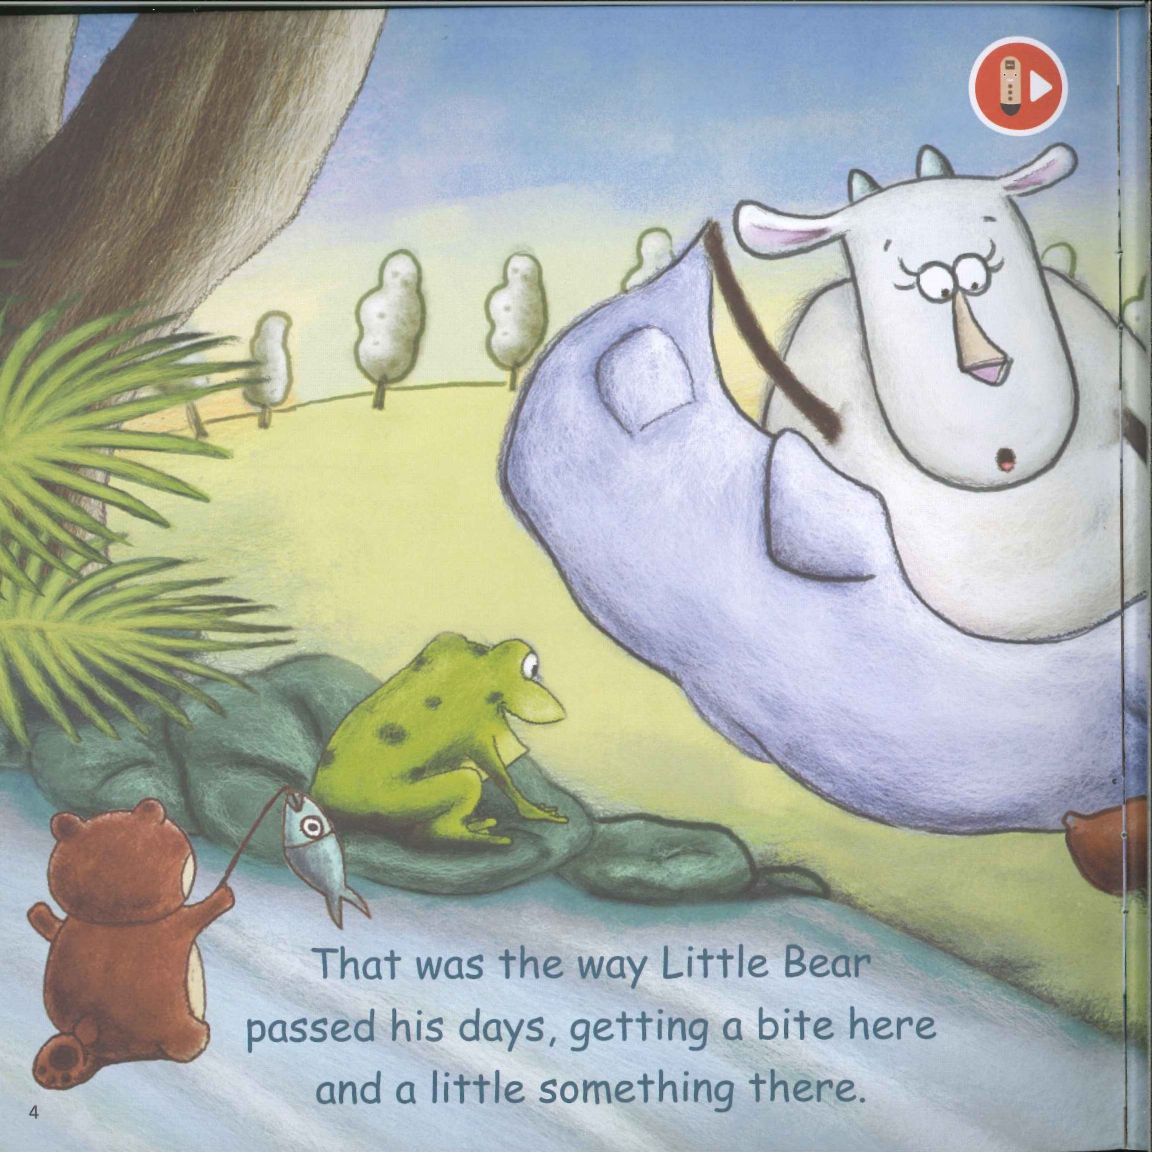 That was the way Little Bear
passed his days, getting a bite here
and a little something there.
4